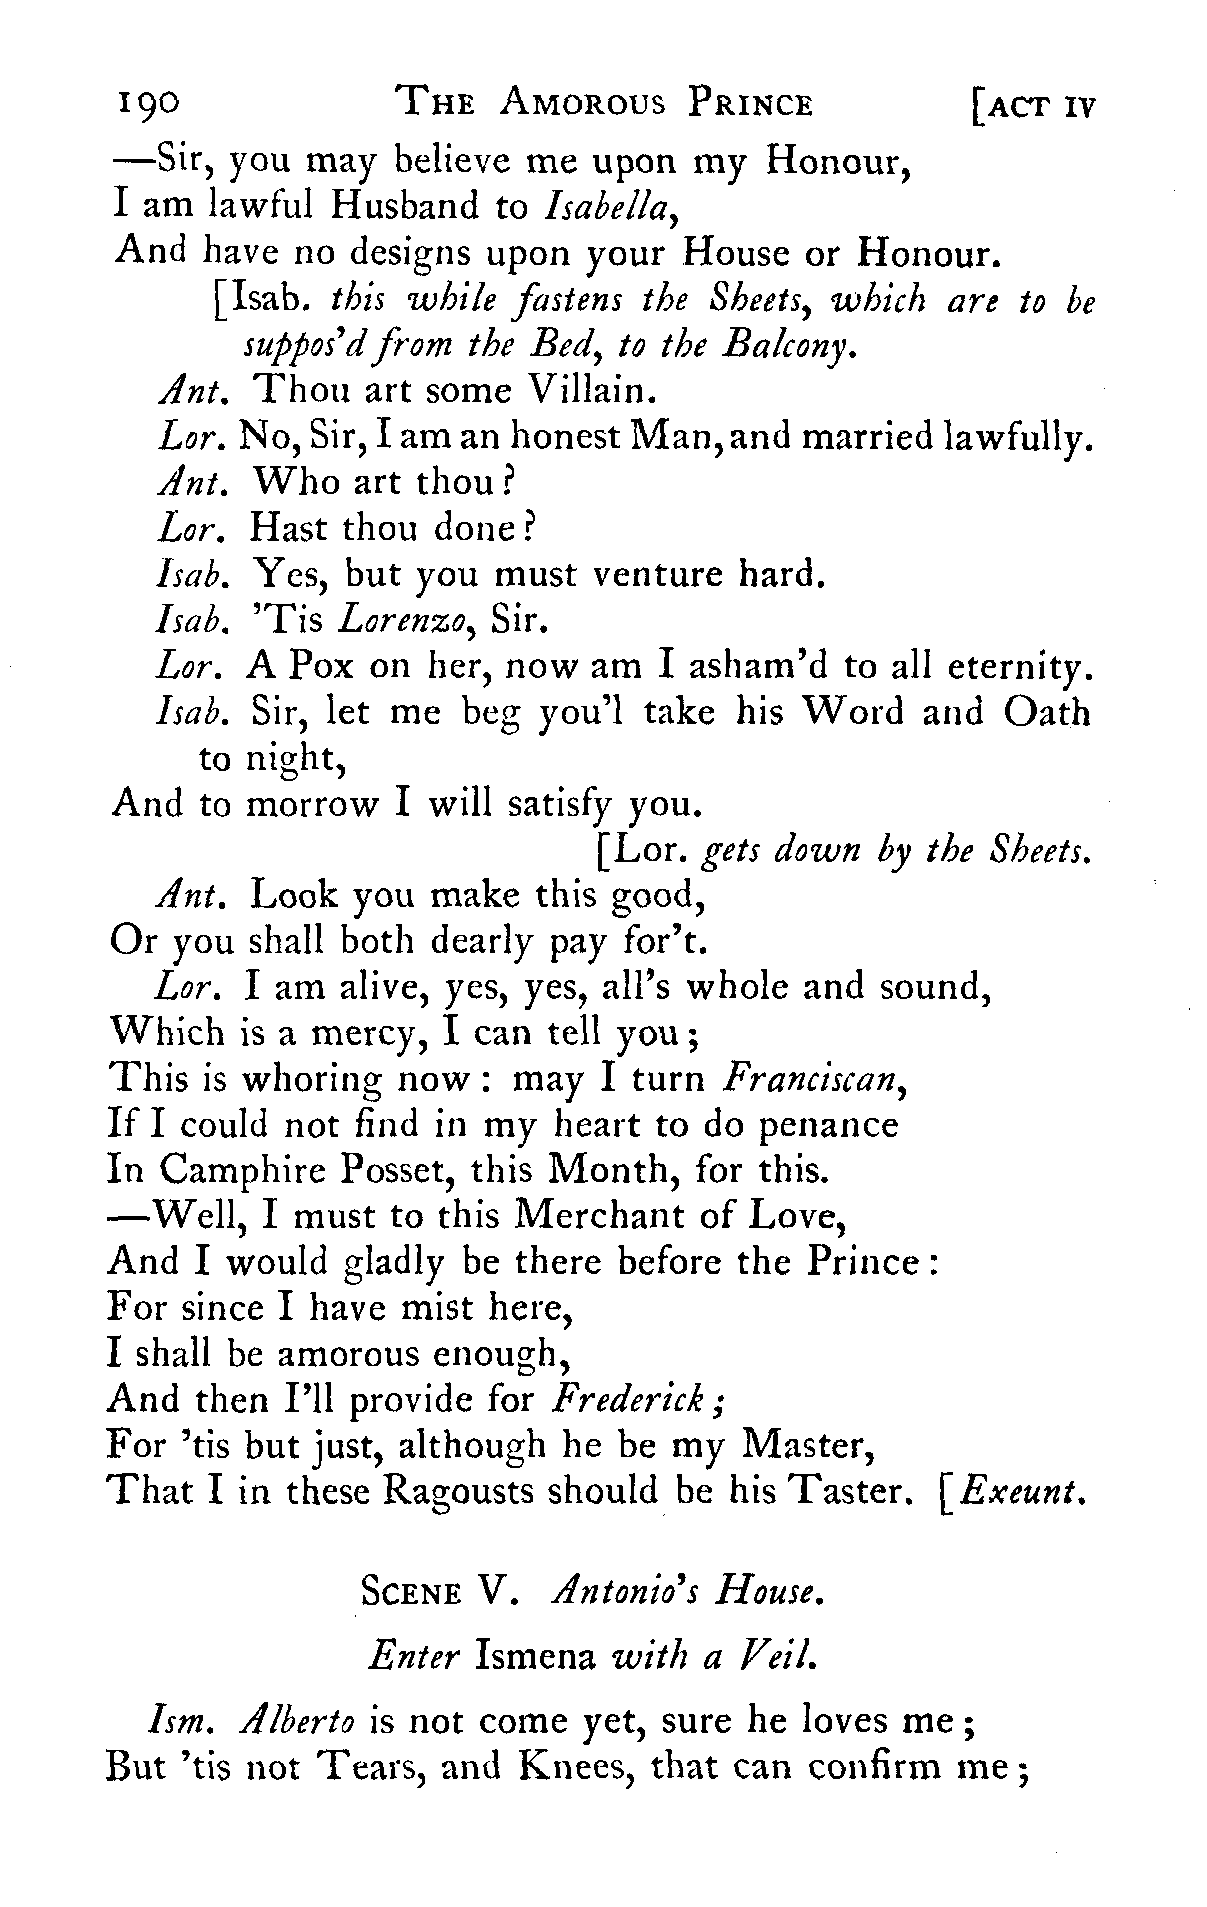 190 THE AMOROUS PRINCE [ACT IV
—Sir, you may believe me upon my Honour,
I am lawful Husband to Isabella,
And have no designs upon your House or Honour.
[Isab. this while fastens the Sheets, which are to be
suppos'd from the Bed, to the Balcony.
Ant. Thou art some Villain.
Lor. No, Sir, I am an honest Man, and married lawfully.
Ant. Who art thou?
Lor. Hast thou done?
Isab. Yes, but you must venture hard.
Isab. 'Tis Lorenzo, Sir.
Lor. A Pox on her, now am I asham'd to all eternity.
Isab. Sir, let me beg you'l take his Word and Oath
to night,
And to morrow I will satisfy you.
[Lor. gets down by the Sheets.
Ant. Look you make this good,
Or you shall both dearly pay for't.
Lor. I am alive, yes, yes, all's whole and sound,
Which is a mercy, I can tell you;
This is whoring now: may I turn Franciscan,
If I could not find in my heart to do penance
In Camphire Posset, this Month, for this.
—Well, I must to this Merchant of Love,
And I would gladly be there before the Prince:
For since I have mist here,
I shall be amorous enough,
And then I'll provide for Frederick;
For 'tis but just, although he be my Master,
That I in these Ragousts should be his Taster. [Exeunt.
SCENE V. Antonio's House.
Enter Ismena with a Veil.
Ism. Alberto is not come yet, sure he loves me;
But 'tis not Tears, and Knees, that can confirm me;